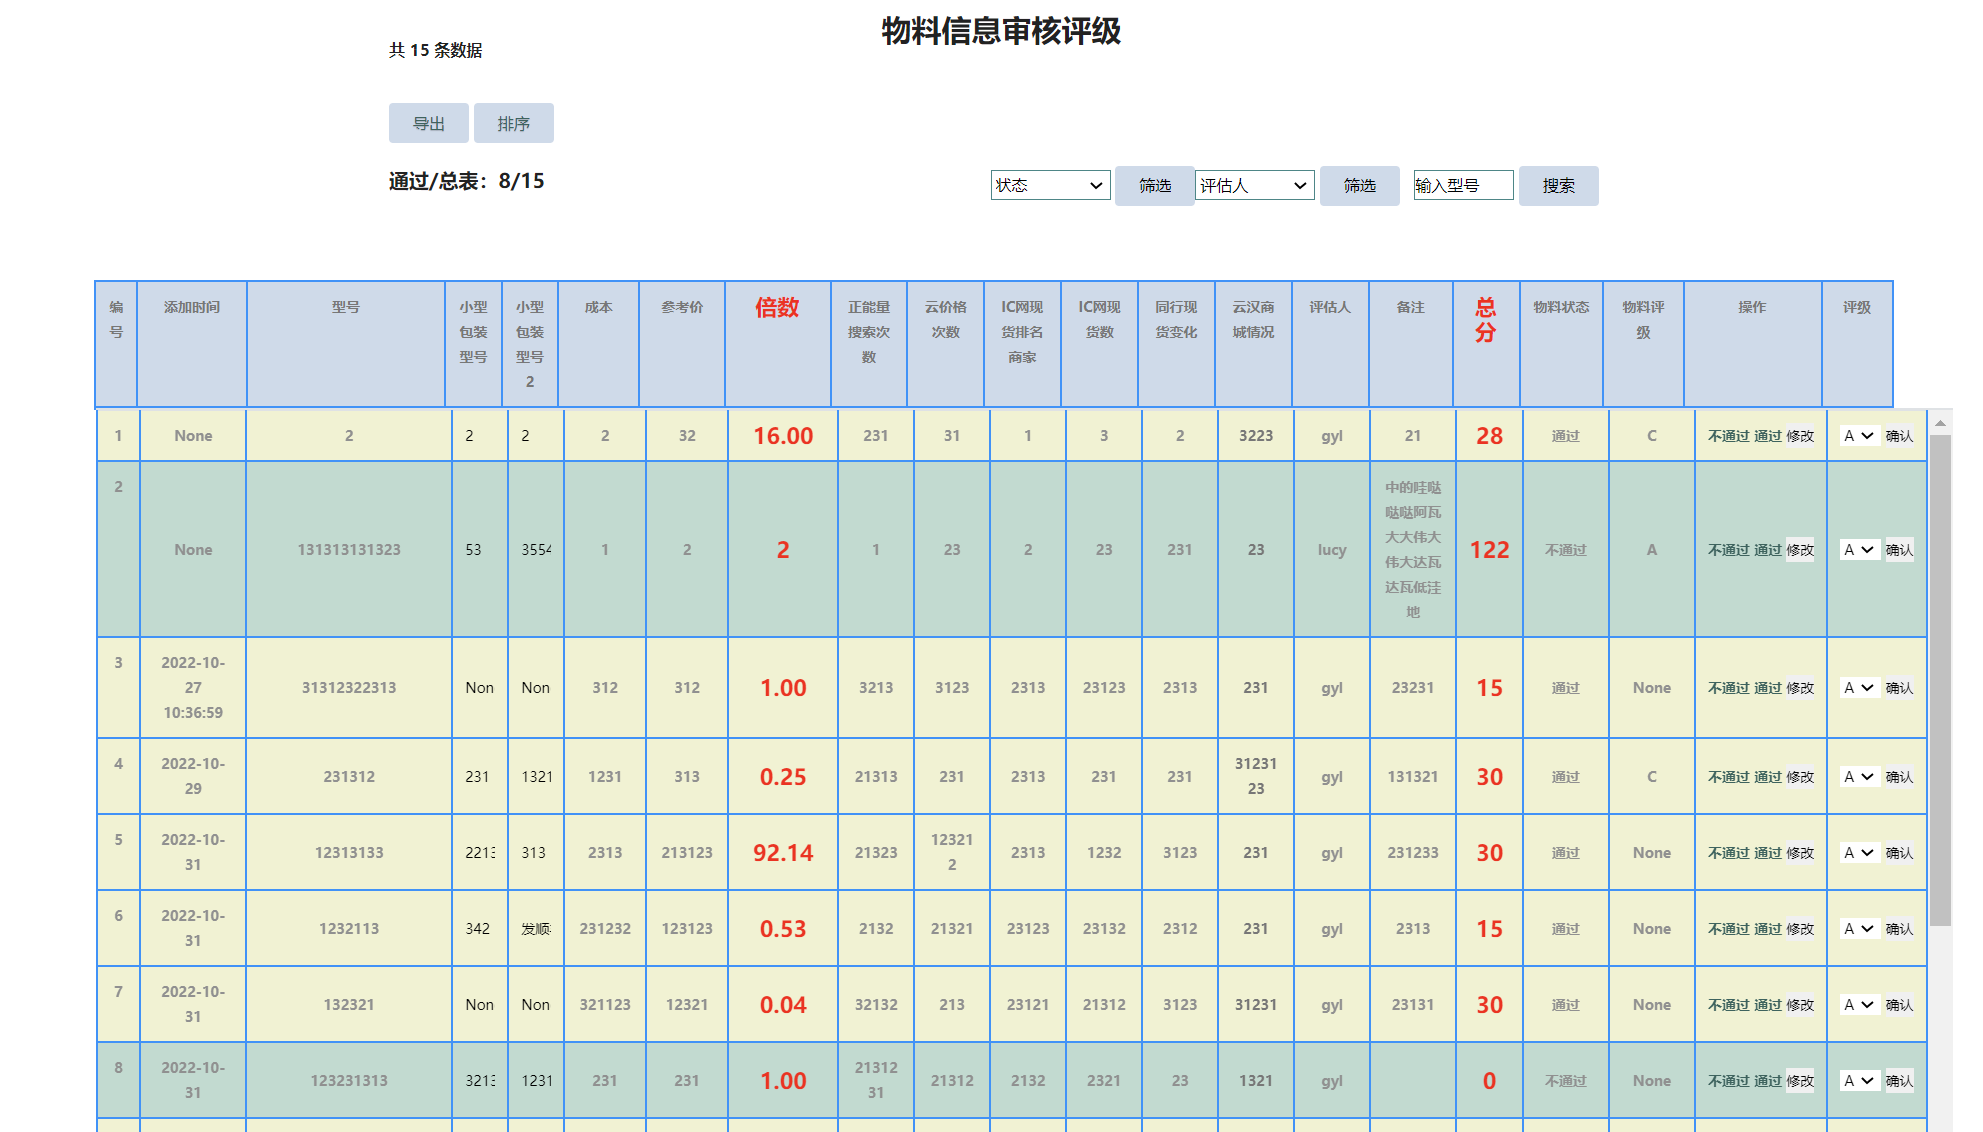 物料信息审核评级
共 15 条数据
导出 排序
通过/总表：8/15
状态 筛选 评估人 筛选 输入型号 搜索
编号 添加时间 型号 小型包装型号 小型包装型号2 成本 参考价 倍数 正能量搜索次数 云价格次数 IC网现货排名商家 IC网现货数 同行现货变化 云汉商城情况 评估人 备注 总分 物料状态 物料评级 操作 评级
1 None 2 2 2 2 32 16.00 231 31 1 3 2 3223 gyl 21 28 通过 C 不通过 通过 修改 A 确认
2 None 131313131323 53 3554 1 2 2 1 23 2 23 231 23 lucy 中的哇哒哒哒阿瓦大大伟大伟大达瓦达瓦低洼地 122 不通过 A 不通过 通过 修改 A 确认
3 2022-10-27 10:36:59 31312322313 Non Non 312 312 1.00 3213 3123 2313 23123 2313 231 gyl 23231 15 通过 None 不通过 通过 修改 A 确认
4 2022-10-29 231312 231 1321 1231 313 0.25 21313 231 2313 231 231 3123123 gyl 131321 30 通过 C 不通过 通过 修改 A 确认
5 2022-10-31 12313133 2213 313 2313 213123 92.14 21323 123212 2313 1232 3123 231 gyl 231233 30 通过 None 不通过 通过 修改 A 确认
6 2022-10-31 1232113 342 发顺 231232 123123 0.53 2132 21321 23123 23132 2312 231 gyl 2313 15 通过 None 不通过 通过 修改 A 确认
7 2022-10-31 132321 Non Non 321123 12321 0.04 32132 213 23121 21312 3123 31231 gyl 23131 30 通过 None 不通过 通过 修改 A 确认
8 2022-10-31 123231313 3213 1231 231 231 1.00 2131231 21312 2132 2321 23 1321 gyl 0 不通过 None 不通过 通过 修改 A 确认